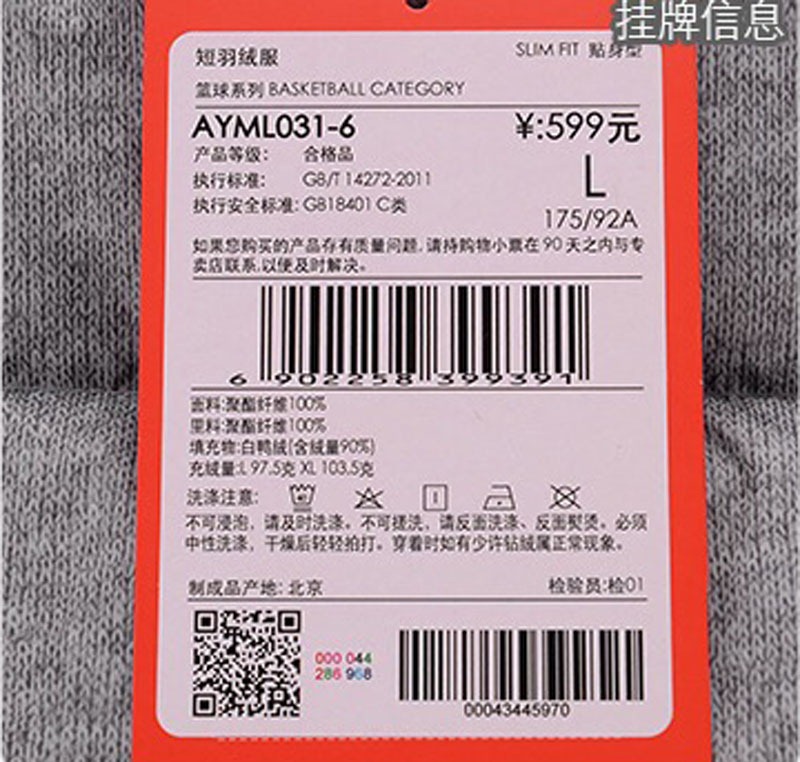 挂牌信息
短羽绒服
SLIM FIT 贴身型
篮球系列 BASKETBALL CATEGORY
AYML031-6
¥:599元
产品等级: 合格品
执行标准: GB/T 14272-2011
L
执行安全标准: GB18401 C类
175/92A
如果您购买的产品存有质量问题,请持购物小票在 90 天之内与专
卖店联系,以便及时解决。
6 902258 399391
面料:聚酯纤维100%
里料:聚酯纤维100%
填充物:白鸭绒(含绒量90%)
充绒量:L 97.5克 XL 103.5克
洗涤注意:
不可浸泡，请及时洗涤。不可搓洗，请反面洗涤、反面熨烫。必须
中性洗涤，干燥后轻轻拍打。穿着时如有少许钻绒属正常现象。
制成品产地: 北京
检验员:检01
000 044
286 968
00043445970